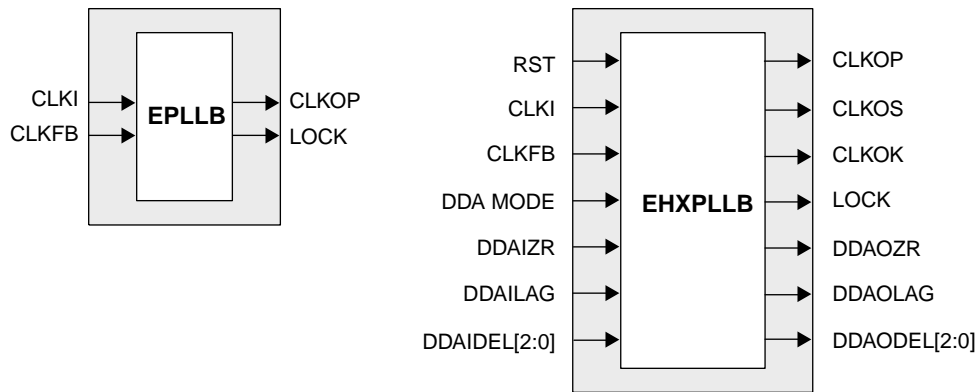 CLKI
CLKFB
EPLLB
CLKOP
LOCK
RST
CLKI
CLKFB
DDA MODE
DDAIZR
DDAILAG
DDAIDEL[2:0]
EHXPLLB
CLKOP
CLKOS
CLKOK
LOCK
DDAOZR
DDAOLAG
DDAODEL[2:0]